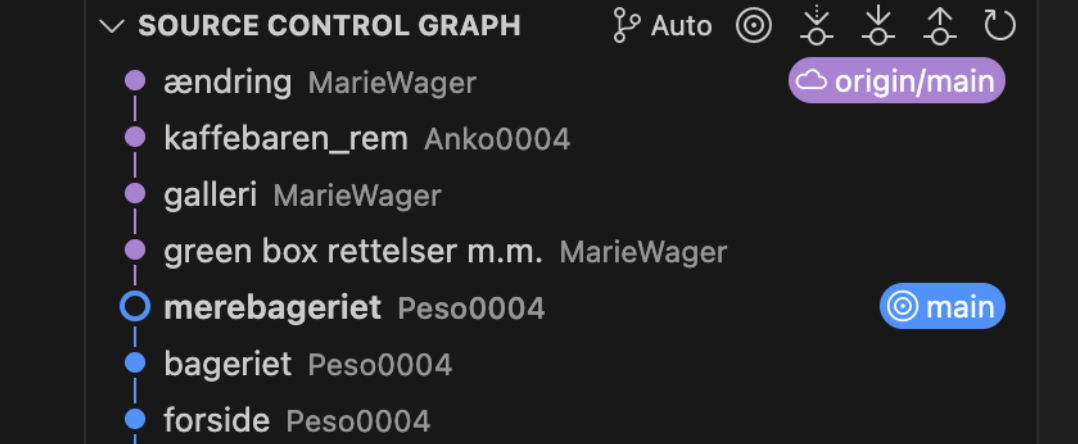 SOURCE CONTROL GRAPH Auto
ændring MarieWager origin/main
kaffebaren_rem Anko0004
galleri MarieWager
green box rettelser m.m. MarieWager
merebageriet Peso0004 main
bageriet Peso0004
forside Peso0004